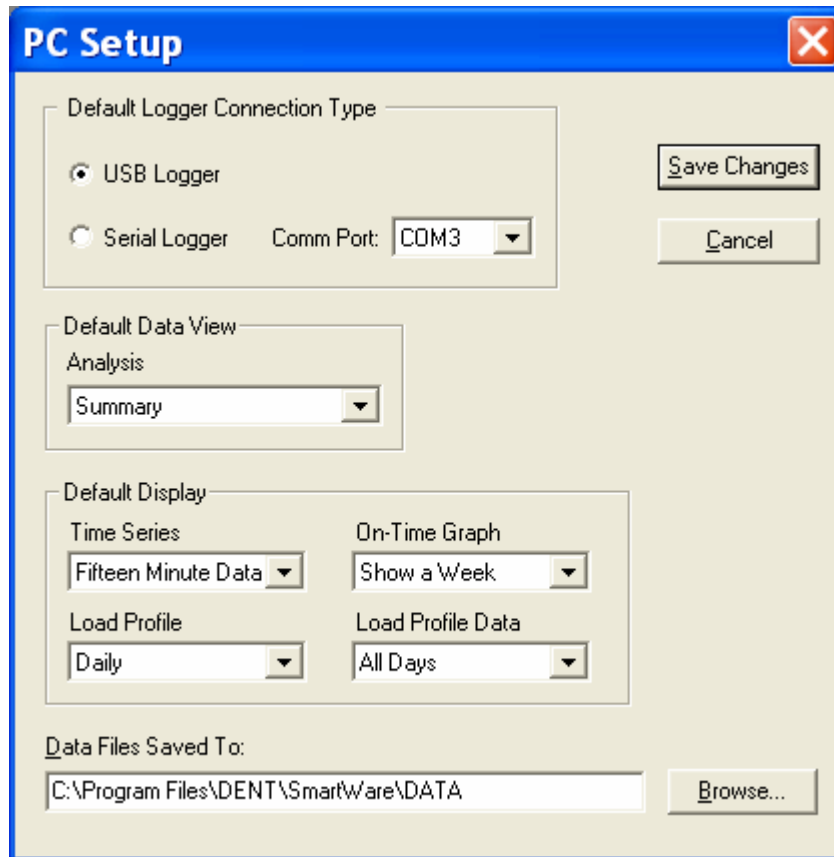 PC Setup
Default Logger Connection Type
USB Logger
Save Changes
Serial Logger Comm Port: COM3
Cancel
Default Data View
Analysis
Summary
Default Display
Time Series On-Time Graph
Fifteen Minute Data Show a Week
Load Profile Load Profile Data
Daily All Days
Data Files Saved To:
C:\Program Files\DENT\SmartWare\DATA Browse...